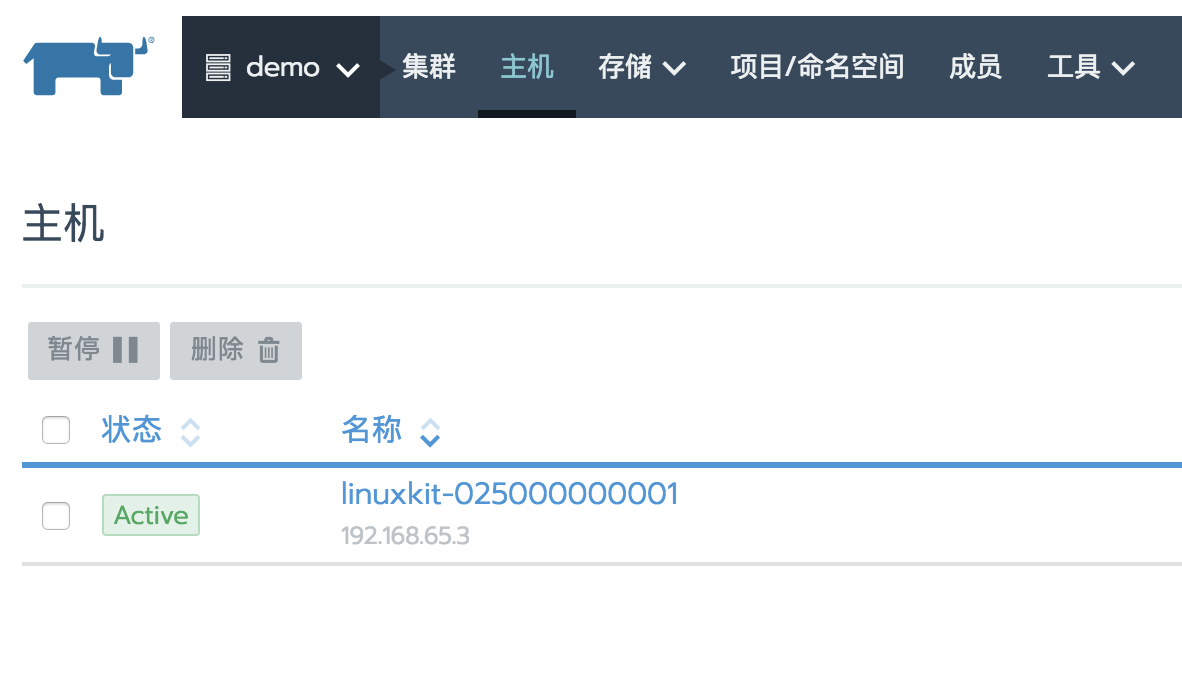 demo 集群 主机 存储 项目/命名空间 成员 工具
主机
暂停 删除
状态 名称
Active linuxkit-025000000001
192.168.65.3